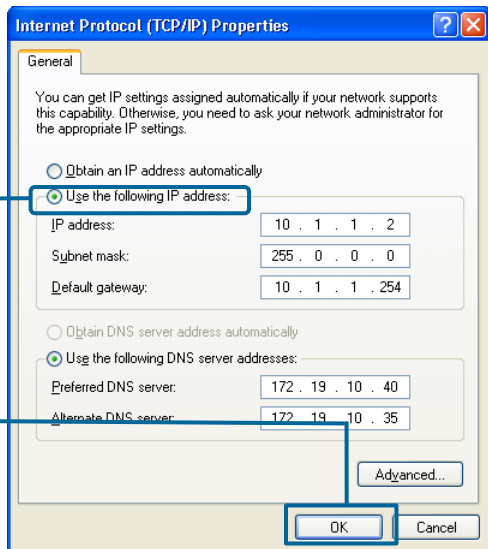 Internet Protocol (TCP/IP) Properties
General
You can get IP settings assigned automatically if your network supports
this capability. Otherwise, you need to ask your network administrator for
the appropriate IP settings.
Obtain an IP address automatically
Use the following IP address:
IP address: 10 . 1 . 1 . 2
Subnet mask: 255 . 0 . 0 . 0
Default gateway: 10 . 1 . 1 . 254
Obtain DNS server address automatically
Use the following DNS server addresses:
Preferred DNS server: 172 . 19 . 10 . 40
Alternate DNS server: 172 . 19 . 10 . 35
Advanced...
OK Cancel